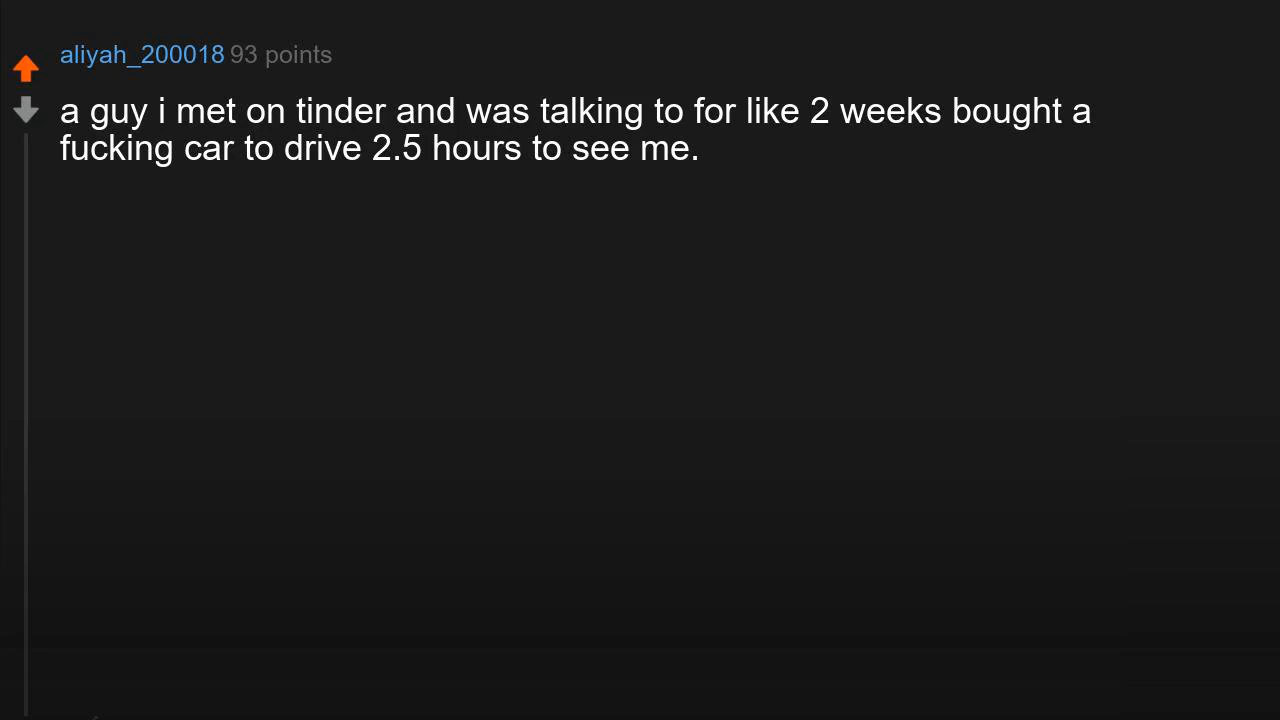 aliyah_200018 93 points
a guy i met on tinder and was talking to for like 2 weeks bought a
fucking car to drive 2.5 hours to see me.